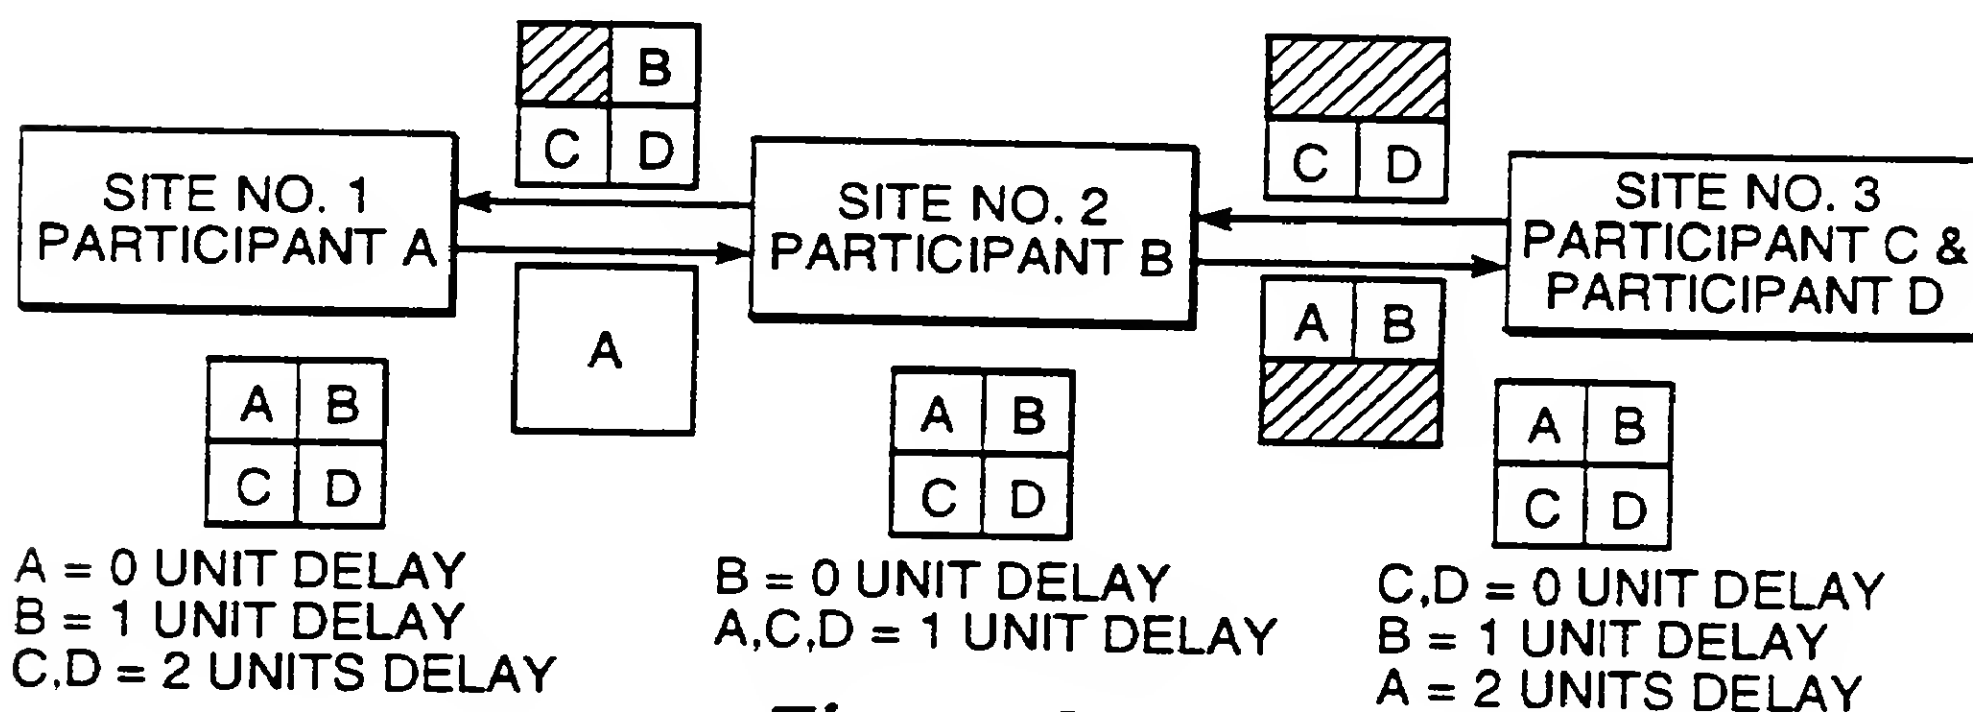 B
C D
C D
SITE NO. 1
PARTICIPANT A
SITE NO. 2
PARTICIPANT B
SITE NO. 3
PARTICIPANT C &
PARTICIPANT D
A
A B
A B
C D
A B
C D
A B
C D
A = 0 UNIT DELAY
B = 1 UNIT DELAY
C,D = 2 UNITS DELAY
B = 0 UNIT DELAY
A,C,D = 1 UNIT DELAY
C,D = 0 UNIT DELAY
B = 1 UNIT DELAY
A = 2 UNITS DELAY